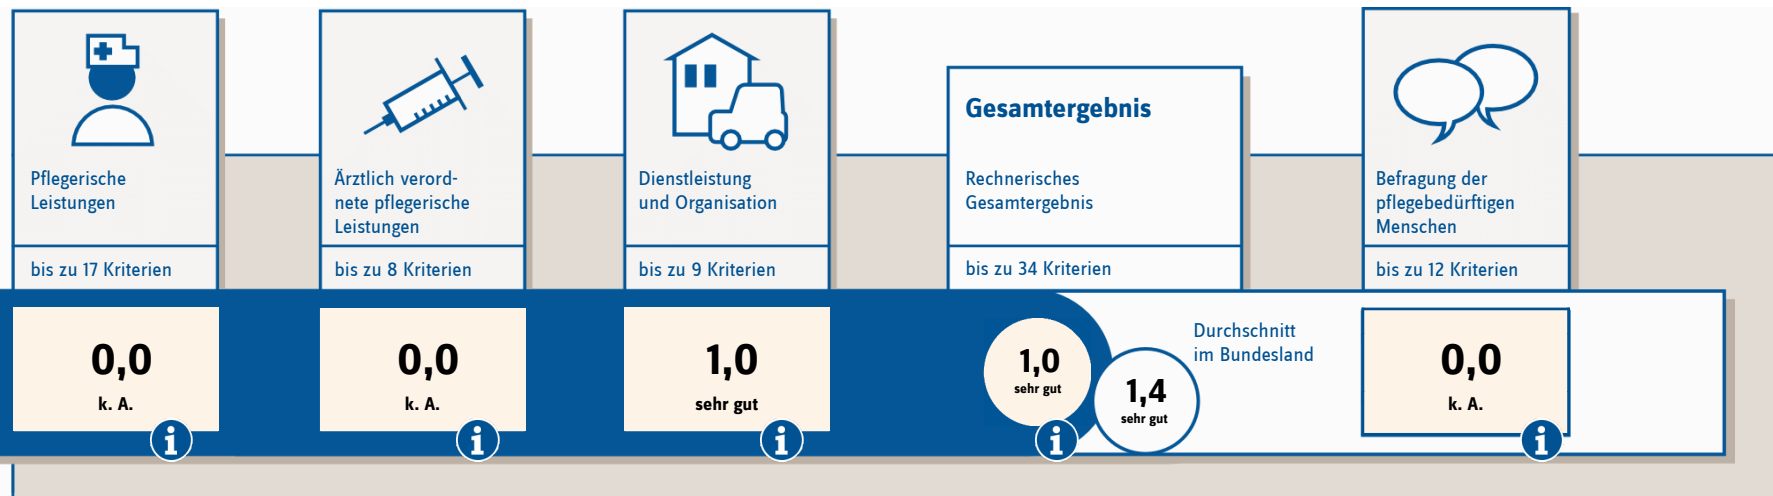 Pflegerische
Leistungen
bis zu 17 Kriterien
0,0
k. A.
i
Ärztlich verord-
nete pflegerische
Leistungen
bis zu 8 Kriterien
0,0
k. A.
i
Dienstleistung
und Organisation
bis zu 9 Kriterien
1,0
sehr gut
i
Gesamtergebnis
Rechnerisches
Gesamtergebnis
bis zu 34 Kriterien
1,0
sehr gut
i
1,4
sehr gut
Durchschnitt
im Bundesland
Befragung der
pflegebedürftigen
Menschen
bis zu 12 Kriterien
0,0
k. A.
i